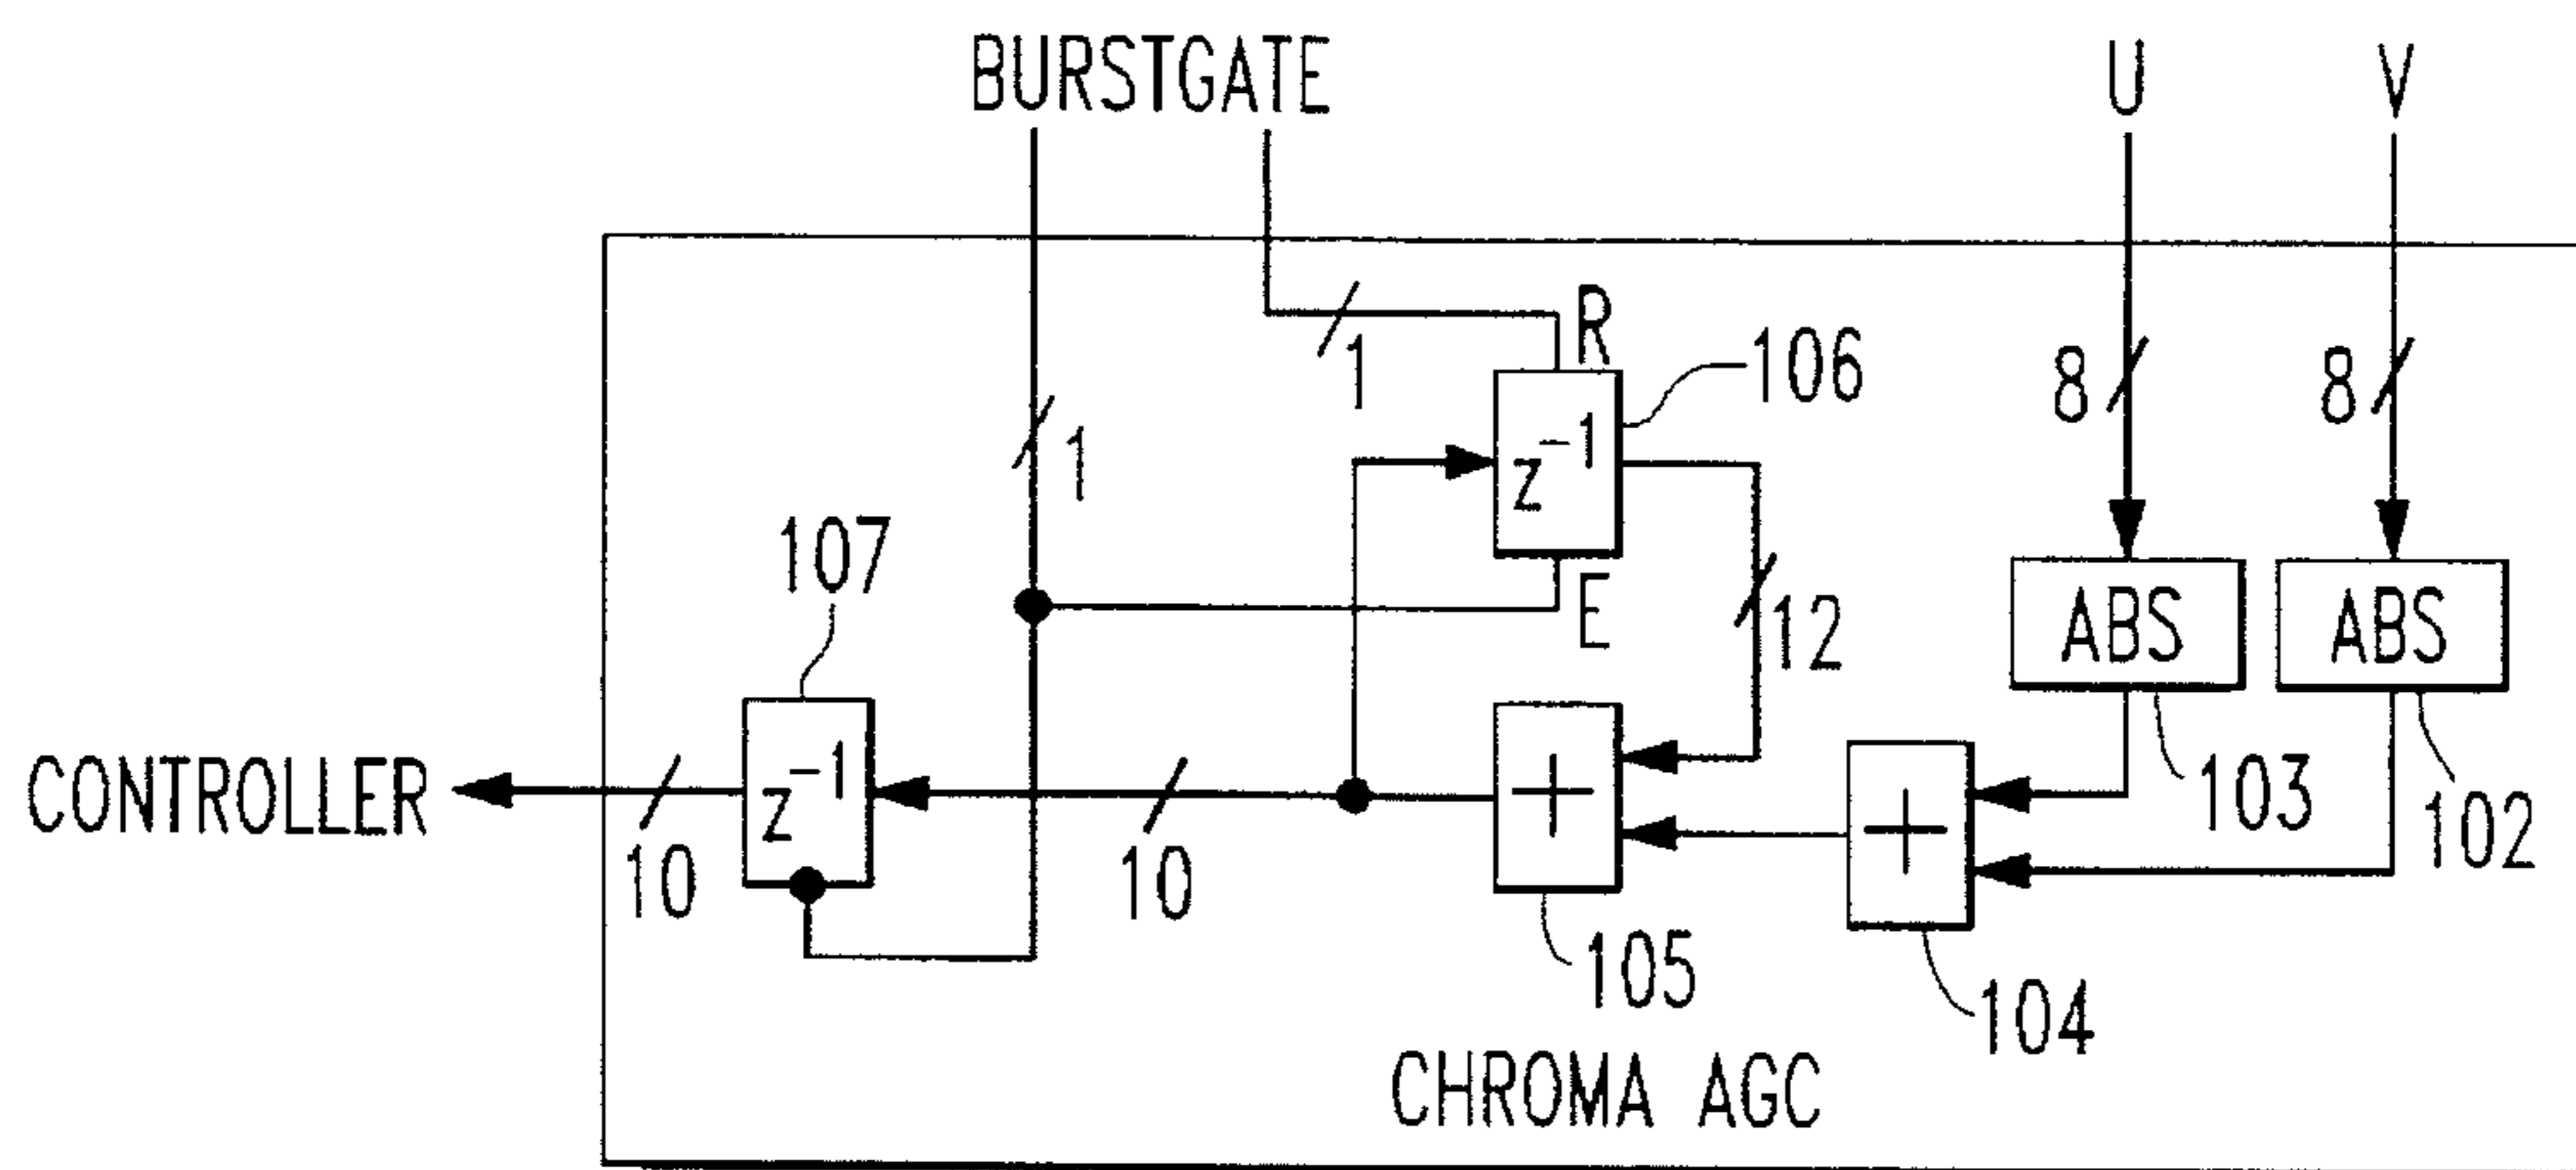 BURSTGATE
U
V
R
1
106
8
8
1
z⁻¹
107
E
12
ABS
ABS
CONTROLLER
z⁻¹
+
+
103
102
10
10
105
104
CHROMA AGC